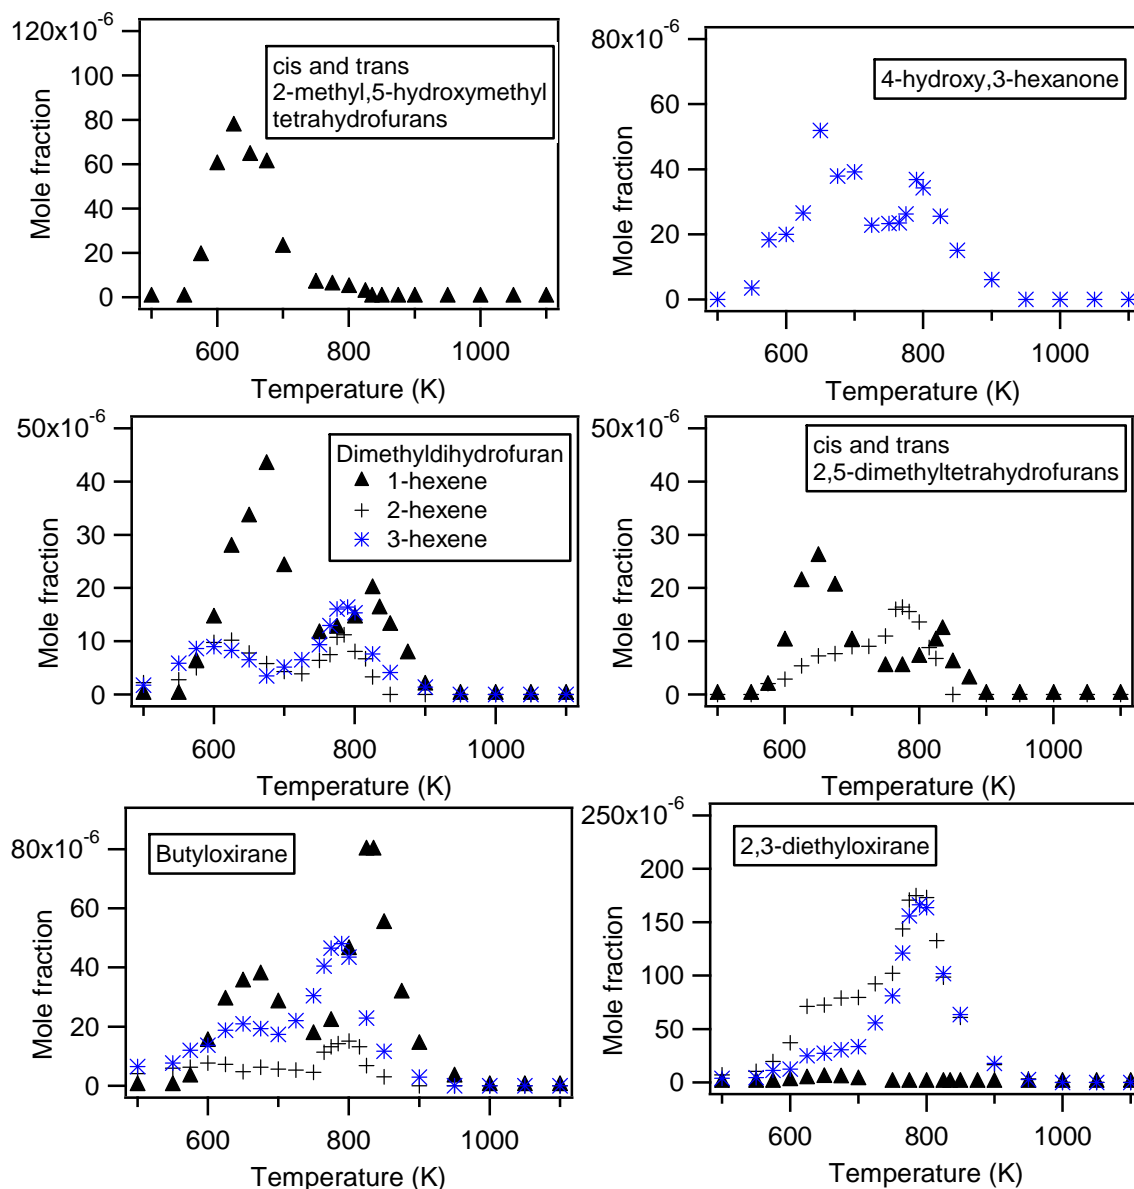 120x10-6
100
80
60
40
20
0
Mole fraction
cis and trans
2-methyl,5-hydroxymethyl
tetrahydrofurans
600
800
1000
Temperature (K)
80x10-6
60
40
20
0
Mole fraction
4-hydroxy,3-hexanone
600
800
1000
Temperature (K)
50x10-6
40
30
20
10
0
Mole fraction
Dimethyldihydrofuran
1-hexene
2-hexene
3-hexene
600
800
1000
Temperature (K)
50x10-6
40
30
20
10
0
Mole fraction
cis and trans
2,5-dimethyltetrahydrofurans
600
800
1000
Temperature (K)
80x10-6
60
40
20
0
Mole fraction
Butyloxirane
600
800
1000
Temperature (K)
250x10-6
200
150
100
50
0
Mole fraction
2,3-diethyloxirane
600
800
1000
Temperature (K)